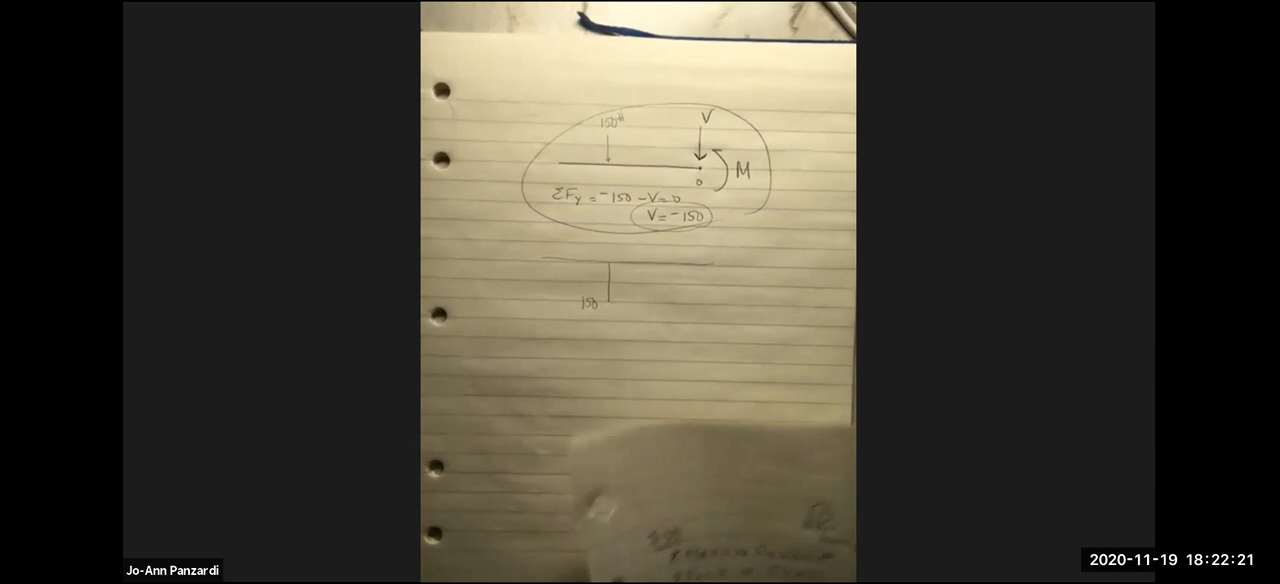 150# V
M
o
ΣFy = -150 - V = 0
V = -150
150
Jo-Ann Panzardi
2020-11-19 18:22:21